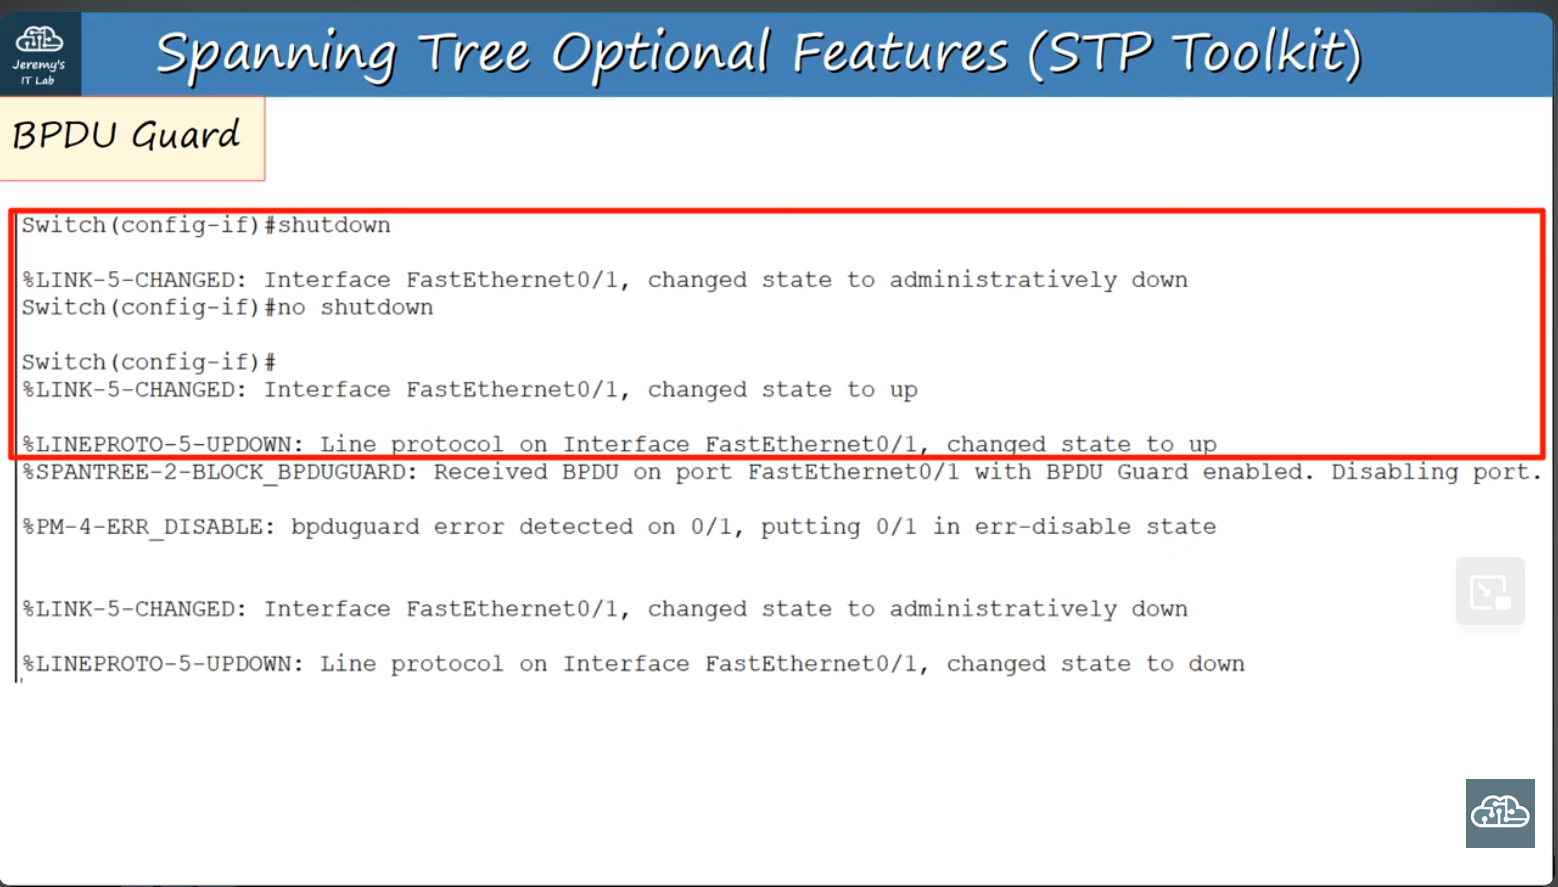 Jeremy's
IT Lab
Spanning Tree Optional Features (STP Toolkit)
BPDU Guard
Switch(config-if)#shutdown
%LINK-5-CHANGED: Interface FastEthernet0/1, changed state to administratively down
Switch(config-if)#no shutdown
Switch(config-if)#
%LINK-5-CHANGED: Interface FastEthernet0/1, changed state to up
%LINEPROTO-5-UPDOWN: Line protocol on Interface FastEthernet0/1, changed state to up
%SPANTREE-2-BLOCK_BPDUGUARD: Received BPDU on port FastEthernet0/1 with BPDU Guard enabled. Disabling port.
%PM-4-ERR_DISABLE: bpduguard error detected on 0/1, putting 0/1 in err-disable state
%LINK-5-CHANGED: Interface FastEthernet0/1, changed state to administratively down
%LINEPROTO-5-UPDOWN: Line protocol on Interface FastEthernet0/1, changed state to down